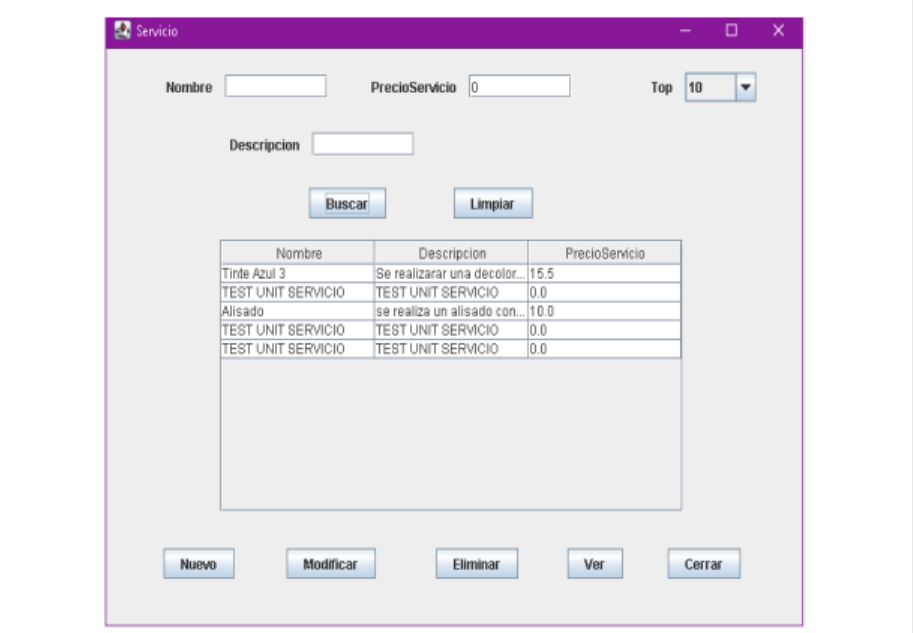 Servicio
Nombre
PrecioServicio 0
Top 10
Descripcion
Buscar Limpiar
Nombre Descripcion PrecioServicio
Tinte Azul 3 Se realizarar una decolor... 15.5
TEST UNIT SERVICIO TEST UNIT SERVICIO 0.0
Alisado se realiza un alisado con... 10.0
TEST UNIT SERVICIO TEST UNIT SERVICIO 0.0
TEST UNIT SERVICIO TEST UNIT SERVICIO 0.0
Nuevo Modificar Eliminar Ver Cerrar